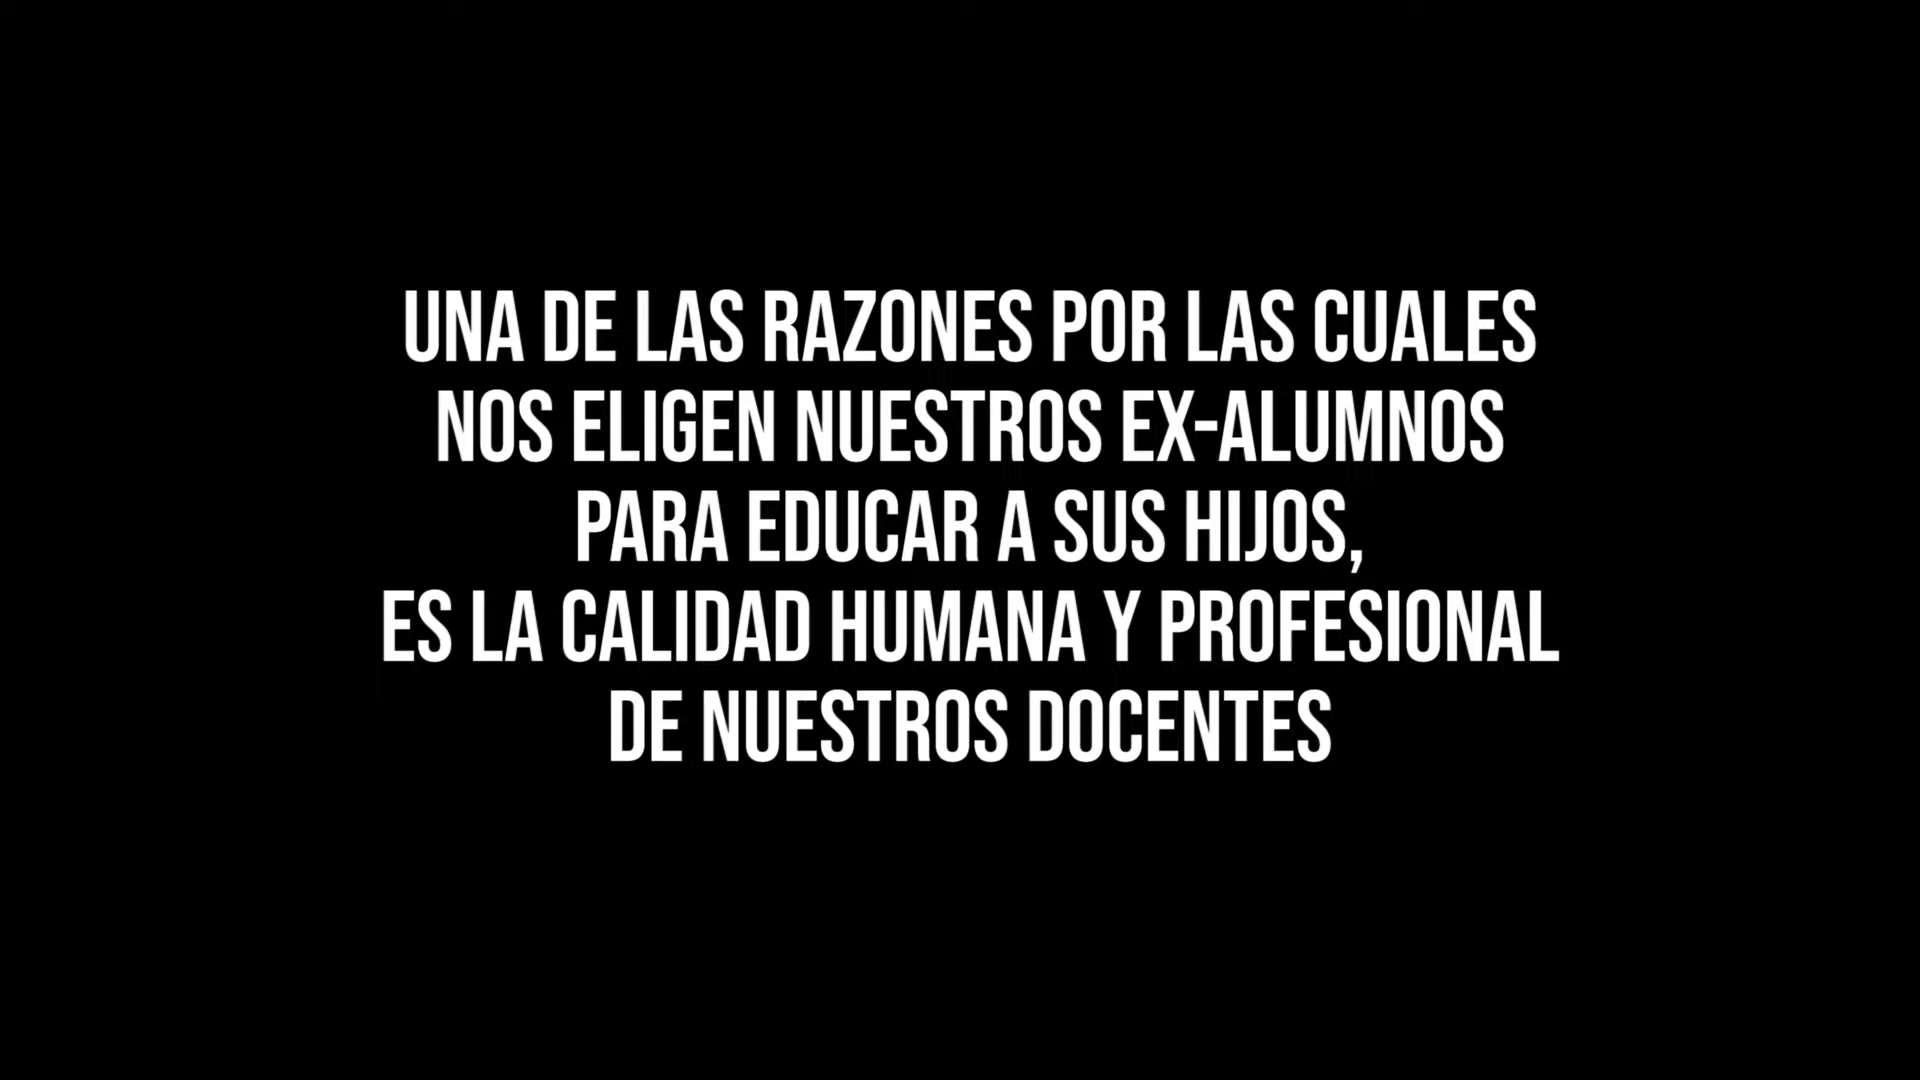 UNA DE LAS RAZONES POR LAS CUALES
NOS ELIGEN NUESTROS EX-ALUMNOS
PARA EDUCAR A SUS HIJOS,
ES LA CALIDAD HUMANA Y PROFESIONAL
DE NUESTROS DOCENTES